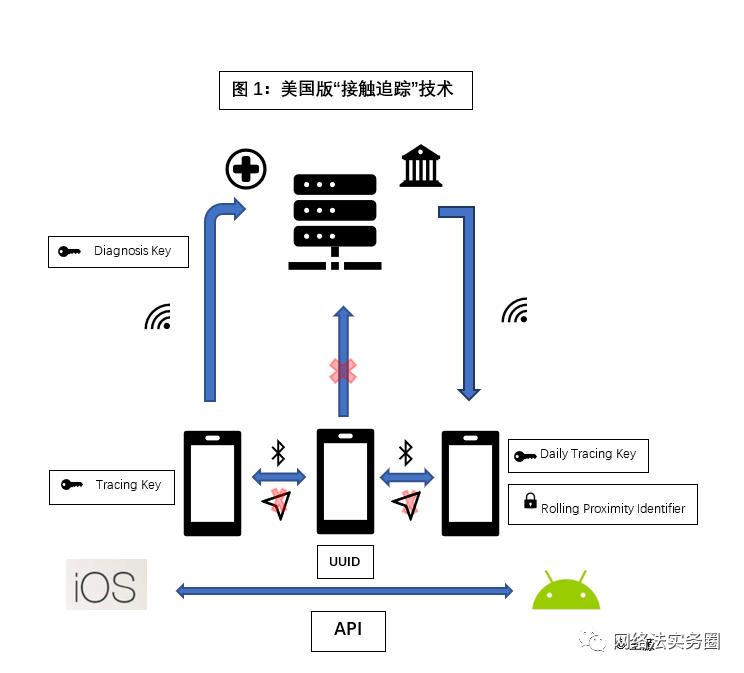 图 1：美国版“接触追踪”技术
Diagnosis Key
Tracing Key
Daily Tracing Key
Rolling Proximity Identifier
UUID
iOS
API
网络法实务圈